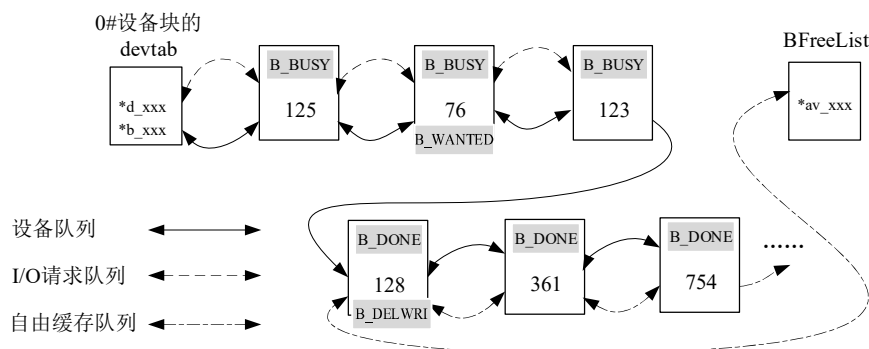 0#设备块的
devtab
BFreeList
B_BUSY
B_BUSY
B_BUSY
*d_xxx
*b_xxx
125
76
123
*av_xxx
B_WANTED
设备队列
I/O请求队列
自由缓存队列
B_DONE
B_DONE
B_DONE
······
128
361
754
B_DELWRI